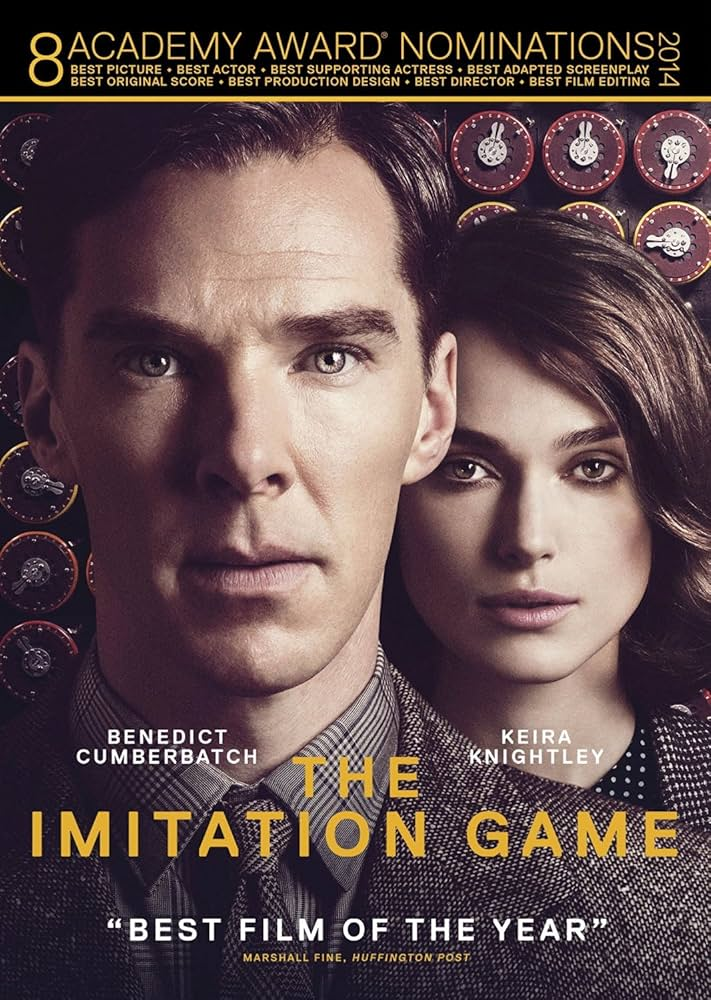 8 ACADEMY AWARD® NOMINATIONS 2014
BEST PICTURE • BEST ACTOR • BEST SUPPORTING ACTRESS • BEST ADAPTED SCREENPLAY
BEST ORIGINAL SCORE • BEST PRODUCTION DESIGN • BEST DIRECTOR • BEST FILM EDITING
BENEDICT
CUMBERBATCH
KEIRA
KNIGHTLEY
THE
IMITATION GAME
“BEST FILM OF THE YEAR”
MARSHALL FINE, HUFFINGTON POST